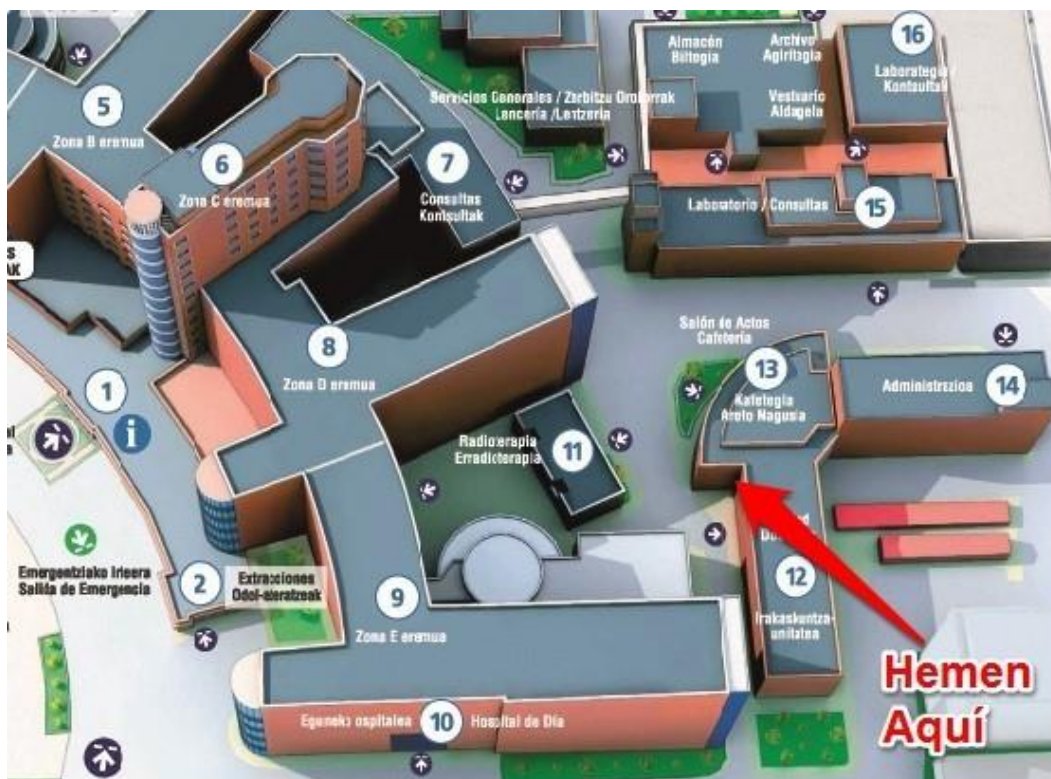 Almacén
Biltegia
Archivo
Agiritegia
16
Laborategia /
Kontsultak
Vestuario
Aldagela
Servicios Generales / Zerbitzu Orokorrak
Lencería /Lentzeria
5
Zona B eremua
6
Zona C eremua
7
Consultas
Kontsultak
Laboratorio / Consultas
15
S
AK
8
Zona D eremua
Salón de Actos
Cafetería
13
Kafetegia
Areto Nagusia
Administrazioa
14
1
i
Radioterapia
Erradioterapia
11
12
Irakaskuntza-
unitatea
Emergentziako Irteera
Salida de Emergencia
2
Extracciones
Odol-ateratzeak
9
Zona E eremua
Eguneko ospitalea
10
Hospital de Día
Hemen
Aquí